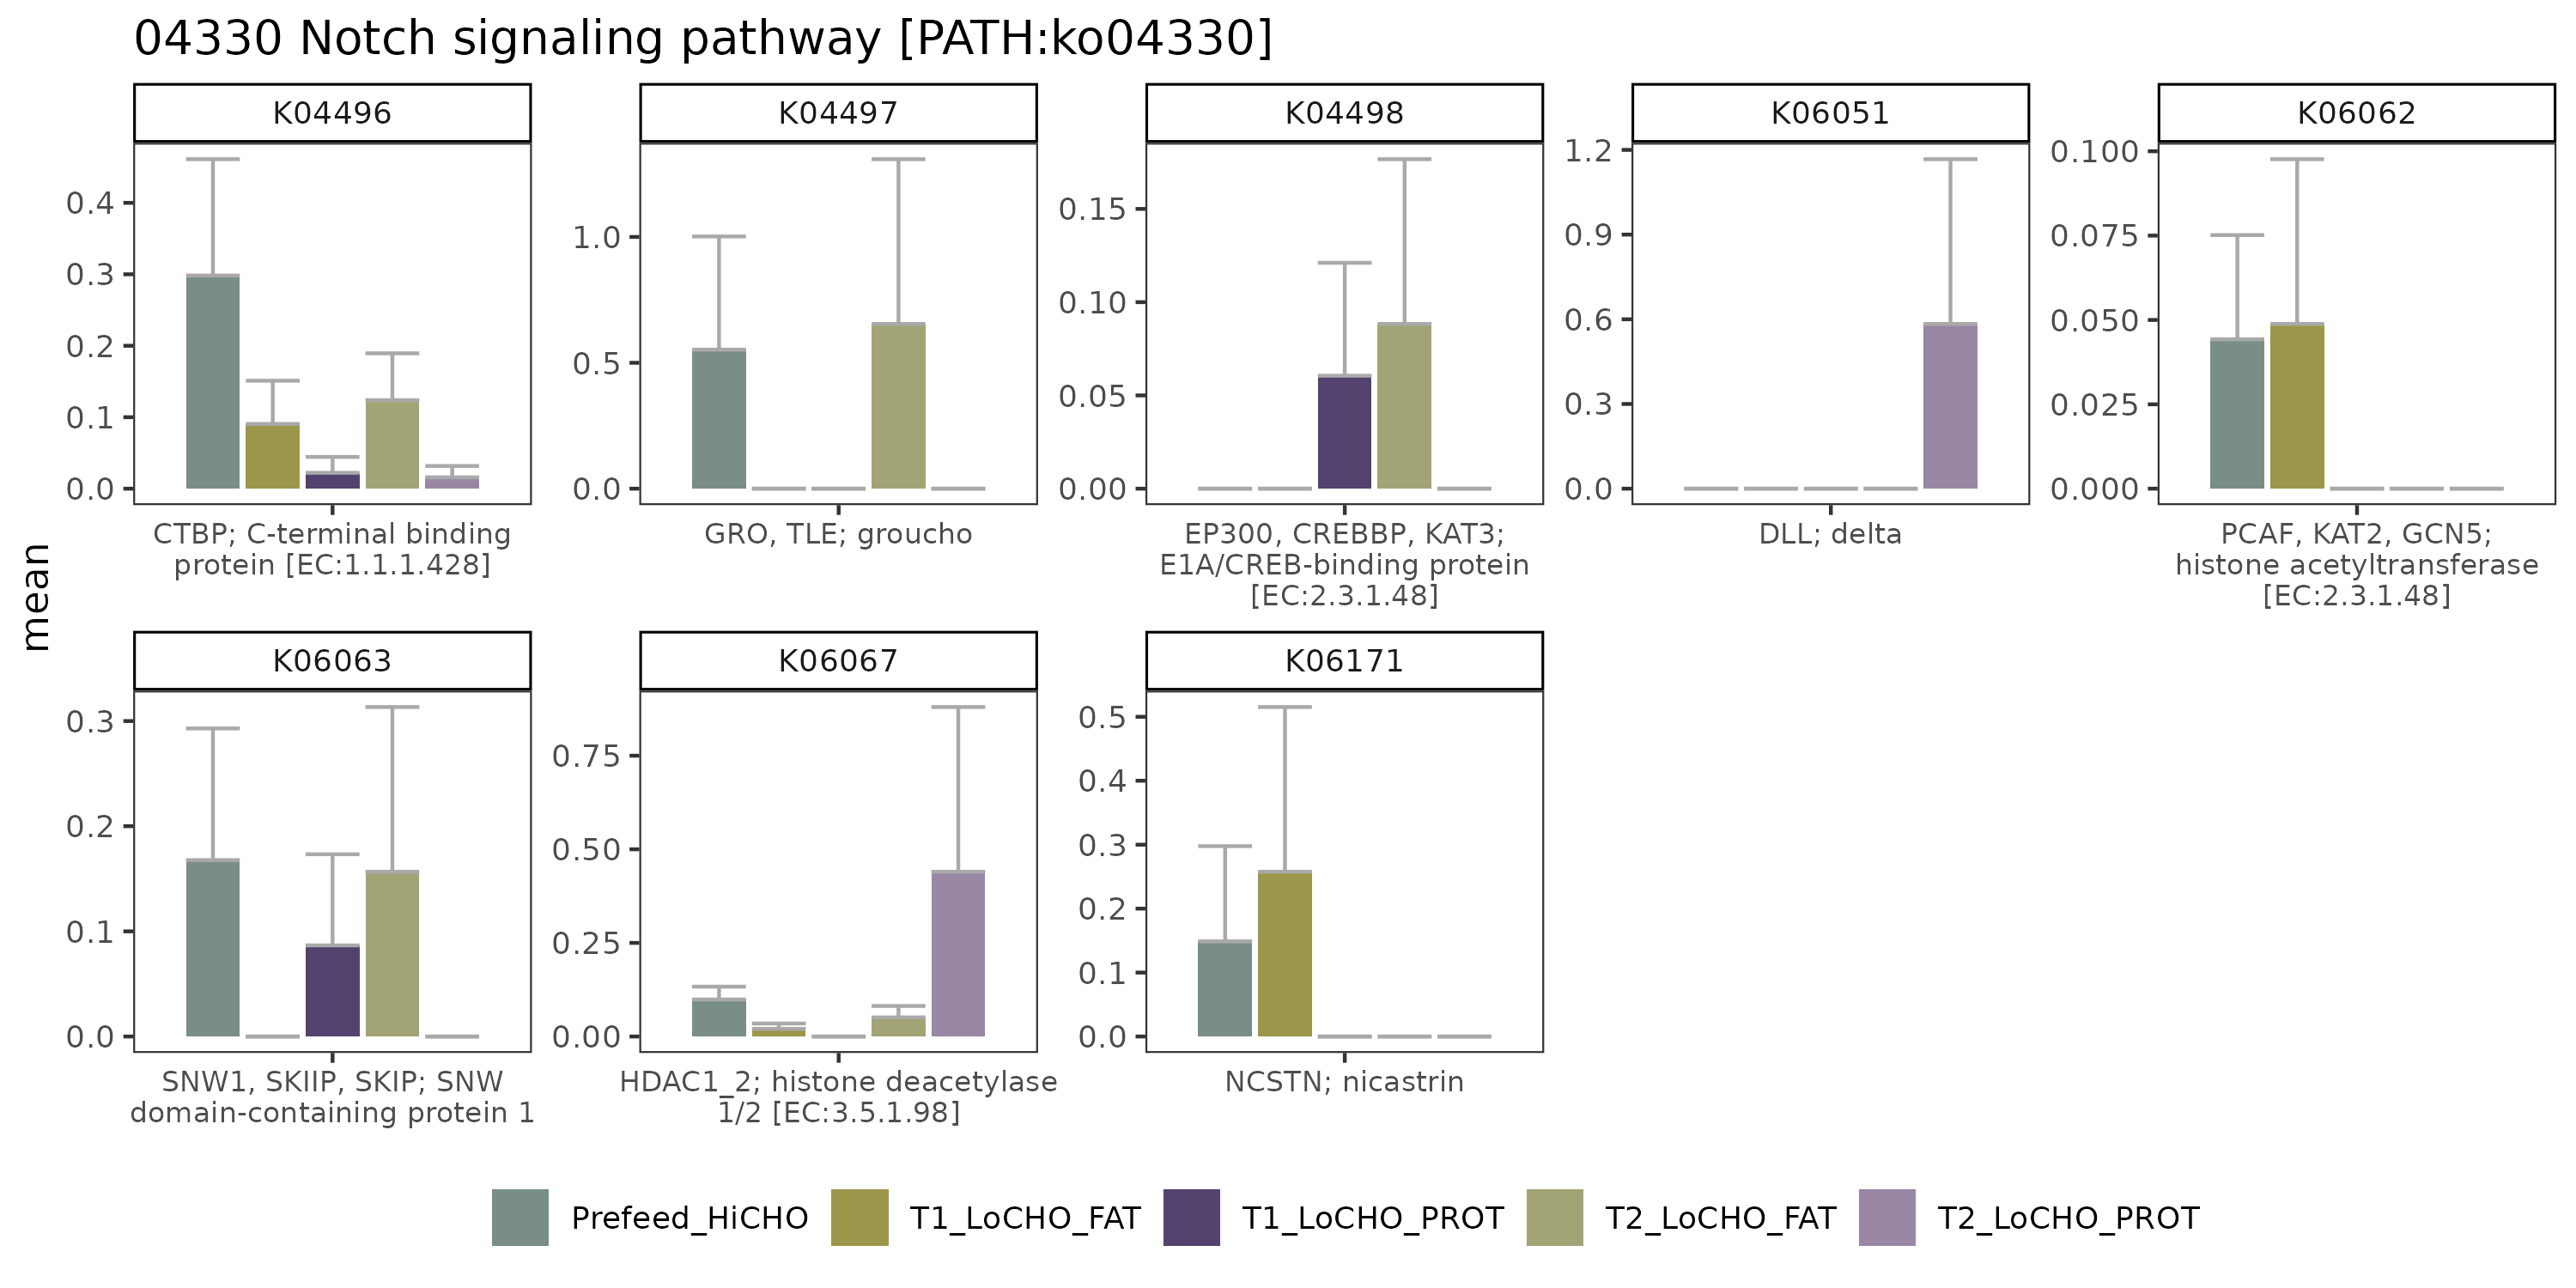 04330 Notch signaling pathway [PATH:ko04330]
K04496
K04497
K04498
K06051
K06062
0.4
0.3
0.2
0.1
0.0
1.0
0.5
0.0
0.15
0.10
0.05
0.00
1.2
0.9
0.6
0.3
0.0
0.100
0.075
0.050
0.025
0.000
CTBP; C-terminal binding
protein [EC:1.1.1.428]
GRO, TLE; groucho
EP300, CREBBP, KAT3;
E1A/CREB-binding protein
[EC:2.3.1.48]
DLL; delta
PCAF, KAT2, GCN5;
histone acetyltransferase
[EC:2.3.1.48]
mean
K06063
K06067
K06171
0.3
0.2
0.1
0.0
0.75
0.50
0.25
0.00
0.5
0.4
0.3
0.2
0.1
0.0
SNW1, SKIIP, SKIP; SNW
domain-containing protein 1
HDAC1_2; histone deacetylase
1/2 [EC:3.5.1.98]
NCSTN; nicastrin
Prefeed_HiCHO
T1_LoCHO_FAT
T1_LoCHO_PROT
T2_LoCHO_FAT
T2_LoCHO_PROT